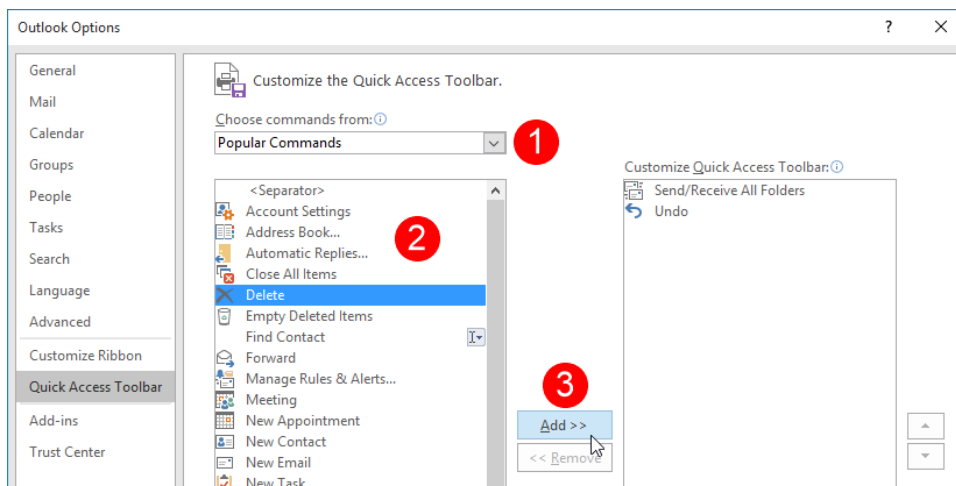 Outlook Options
?
General
Mail
Calendar
Groups
People
Tasks
Search
Language
Advanced
Customize Ribbon
Quick Access Toolbar
Add-ins
Trust Center
Customize the Quick Access Toolbar.
Choose commands from:
Popular Commands
1
<Separator>
Account Settings
Address Book...
Automatic Replies...
Close All Items
Delete
Empty Deleted Items
Find Contact
Forward
Manage Rules & Alerts...
Meeting
New Appointment
New Contact
New Email
New Task
2
3
Add >>
<< Remove
Customize Quick Access Toolbar:
Send/Receive All Folders
Undo